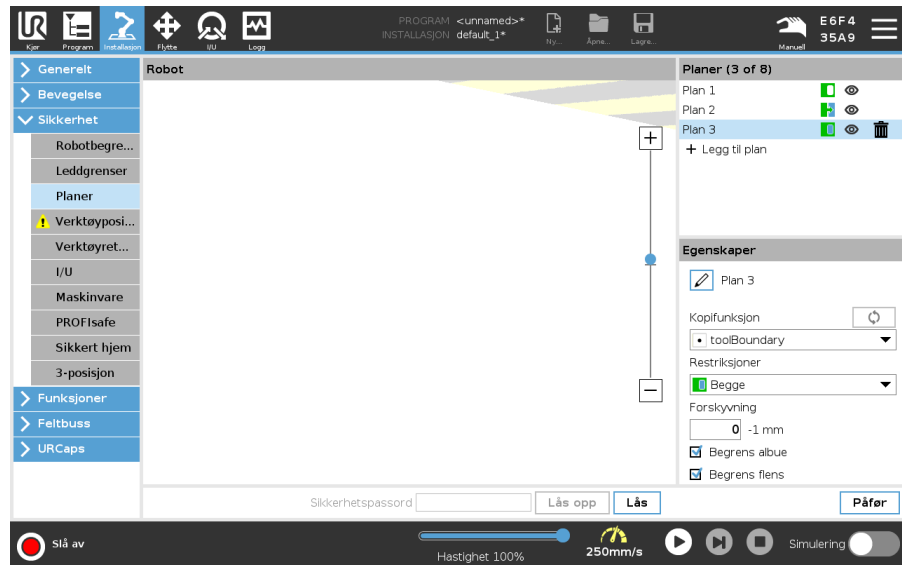 PROGRAM <unnamed>*
INSTALLASJON default_1*
Kjør
Program
Installasjon
Flytte
I/U
Logg
Ny...
Åpne...
Lagre...
Manuell
E6F4
35A9
Generelt
Bevegelse
Sikkerhet
Robotbegre...
Leddgrenser
Planer
Verktøyposi...
Verktøyret...
I/U
Maskinvare
PROFIsafe
Sikkert hjem
3-posisjon
Funksjoner
Feltbuss
URCaps
Robot
Sikkerhetspassord
Lås opp
Lås
Planer (3 of 8)
Plan 1
Plan 2
Plan 3
+ Legg til plan
Egenskaper
Plan 3
Kopifunksjon
toolBoundary
Restriksjoner
Begge
Forskyvning
0 -1 mm
Begrens albue
Begrens flens
Påfør
Slå av
Hastighet 100%
250mm/s
Simulering